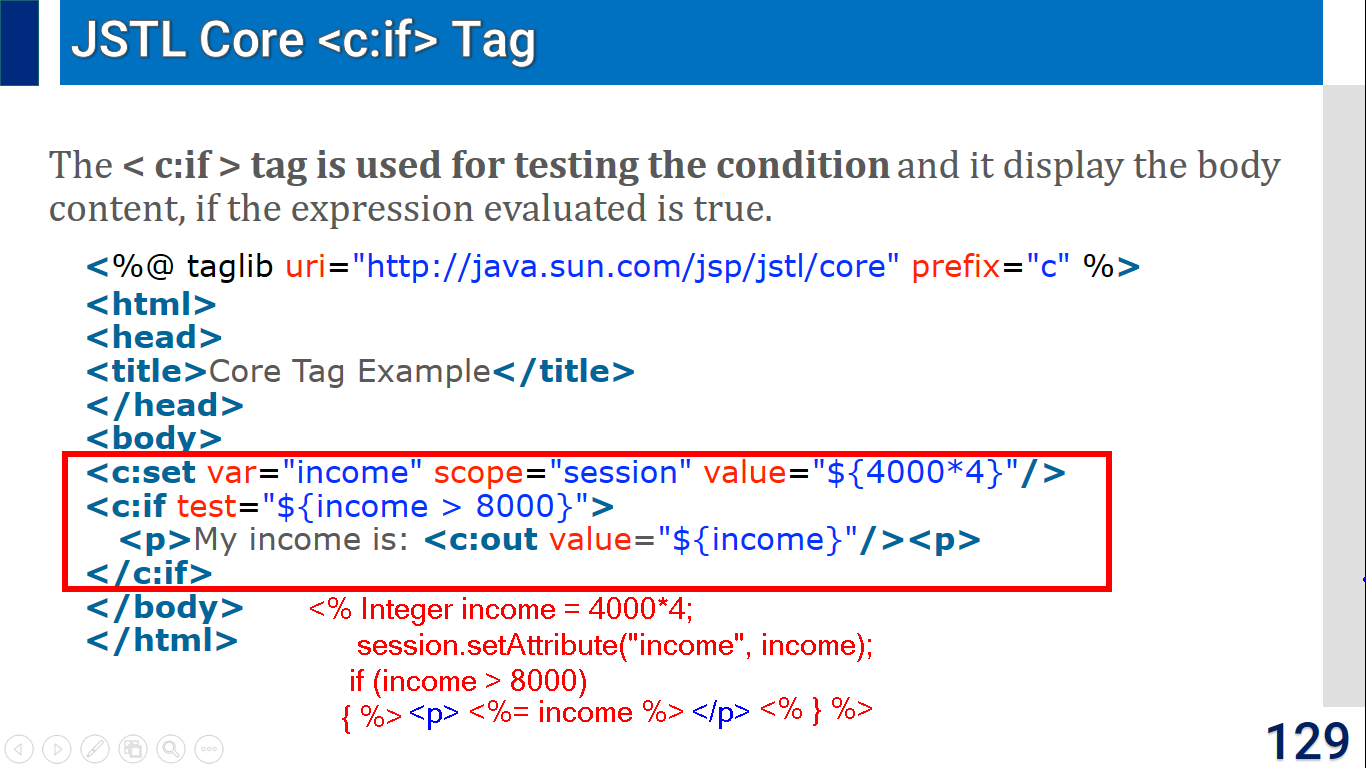 JSTL Core <c:if> Tag
The < c:if > tag is used for testing the condition and it display the body
content, if the expression evaluated is true.
<%@ taglib uri="http://java.sun.com/jsp/jstl/core" prefix="c" %>
<html>
<head>
<title>Core Tag Example</title>
</head>
<body>
<c:set var="income" scope="session" value="${4000*4}"/>
<c:if test="${income > 8000}">
<p>My income is: <c:out value="${income}"/><p>
</c:if>
</body>
</html>
<% Integer income = 4000*4;
session.setAttribute("income", income);
if (income > 8000)
{ %> <p> <%= income %> </p> <% } %>
129